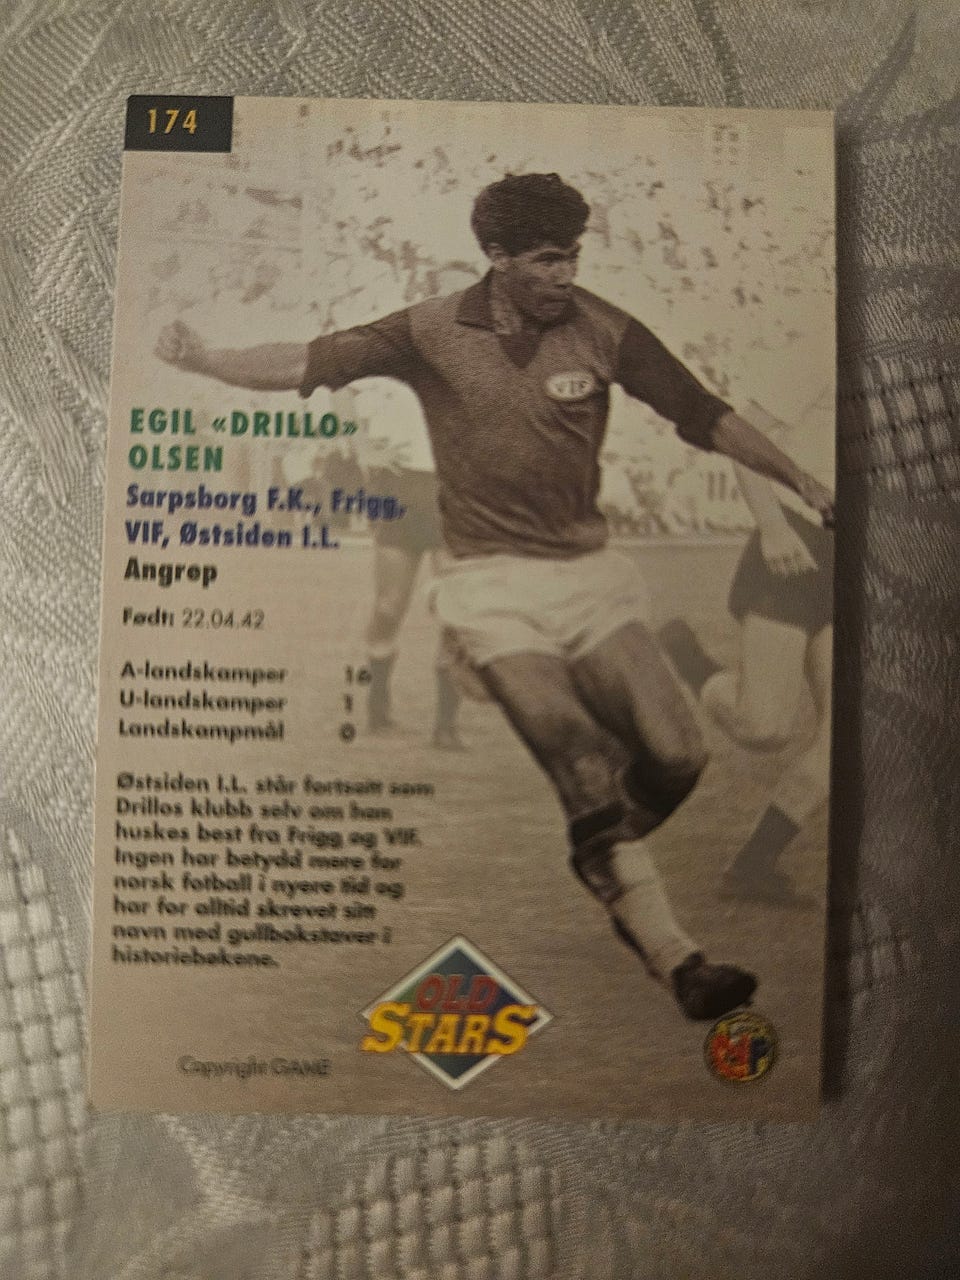 174
VIF
EGIL «DRILLO»
OLSEN
Sarpsborg F.K., Frigg,
VIF, Østsiden I.L.
Angrep
Født: 22.04.42
A-landskamper 16
U-landskamper 1
Landskampmål 0
Østsiden I.L. står fortsatt som
Drillos klubb selv om han
huskes best fra Frigg og VIF.
Ingen har betydd mere for
norsk fotball i nyere tid og
har for alltid skrevet sitt
navn med gullbokstaver i
historiebøkene.
OLD
STARS
Copyright GAME